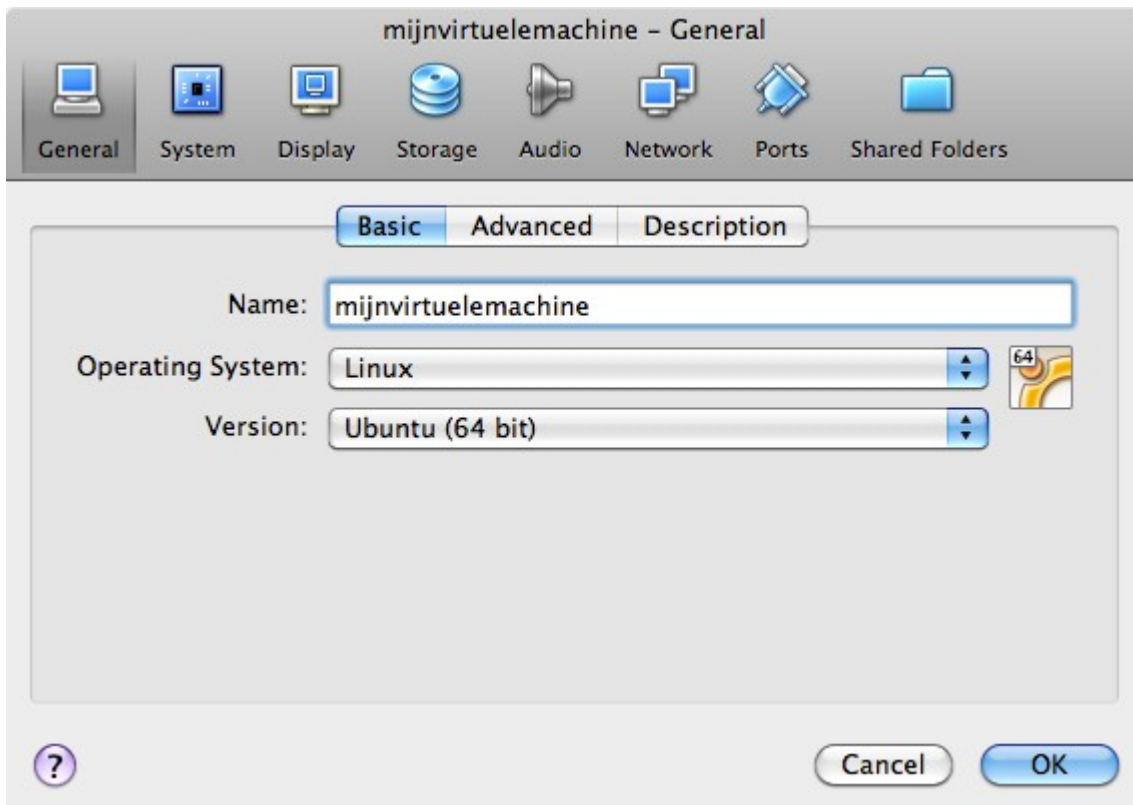 mijnvirtuelemachine – General
General System Display Storage Audio Network Ports Shared Folders
Basic Advanced Description
Name: mijnvirtuelemachine
Operating System: Linux
64
Version: Ubuntu (64 bit)
? Cancel OK